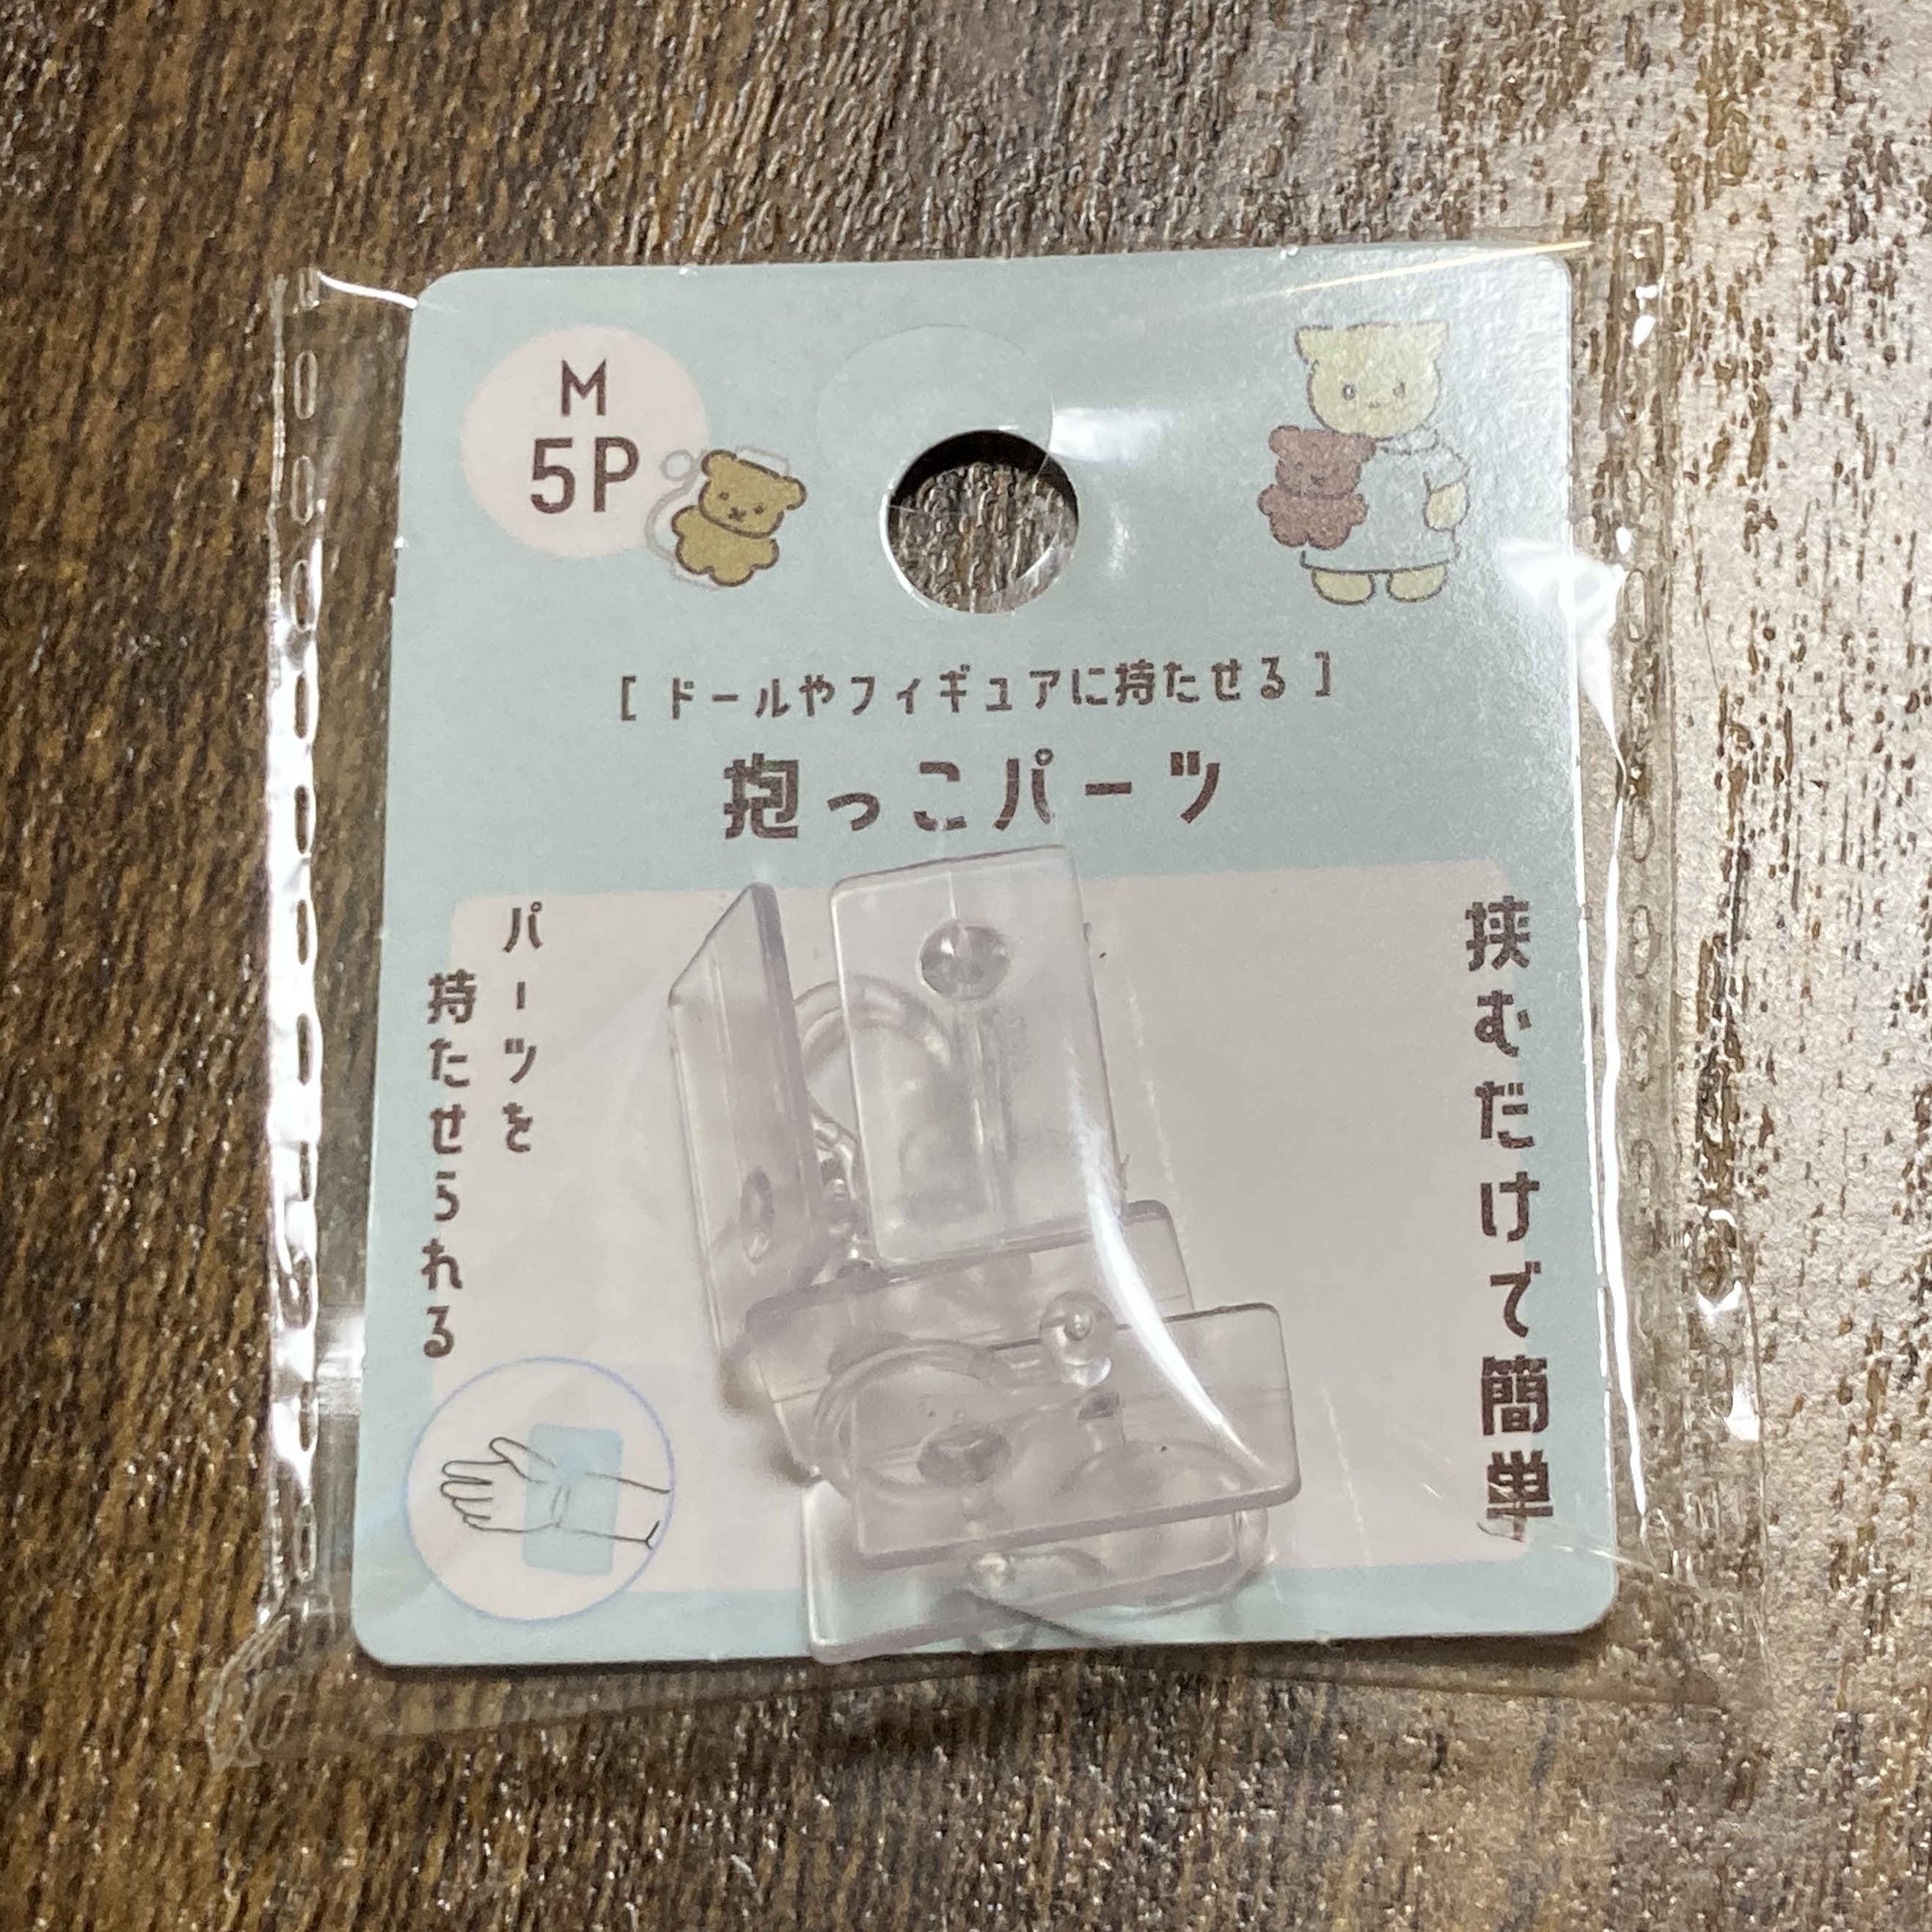 M
5P
[ ドールやフィギュアに持たせる ]
抱っこパーツ
挟むだけで簡単
パーツを
持たせられる